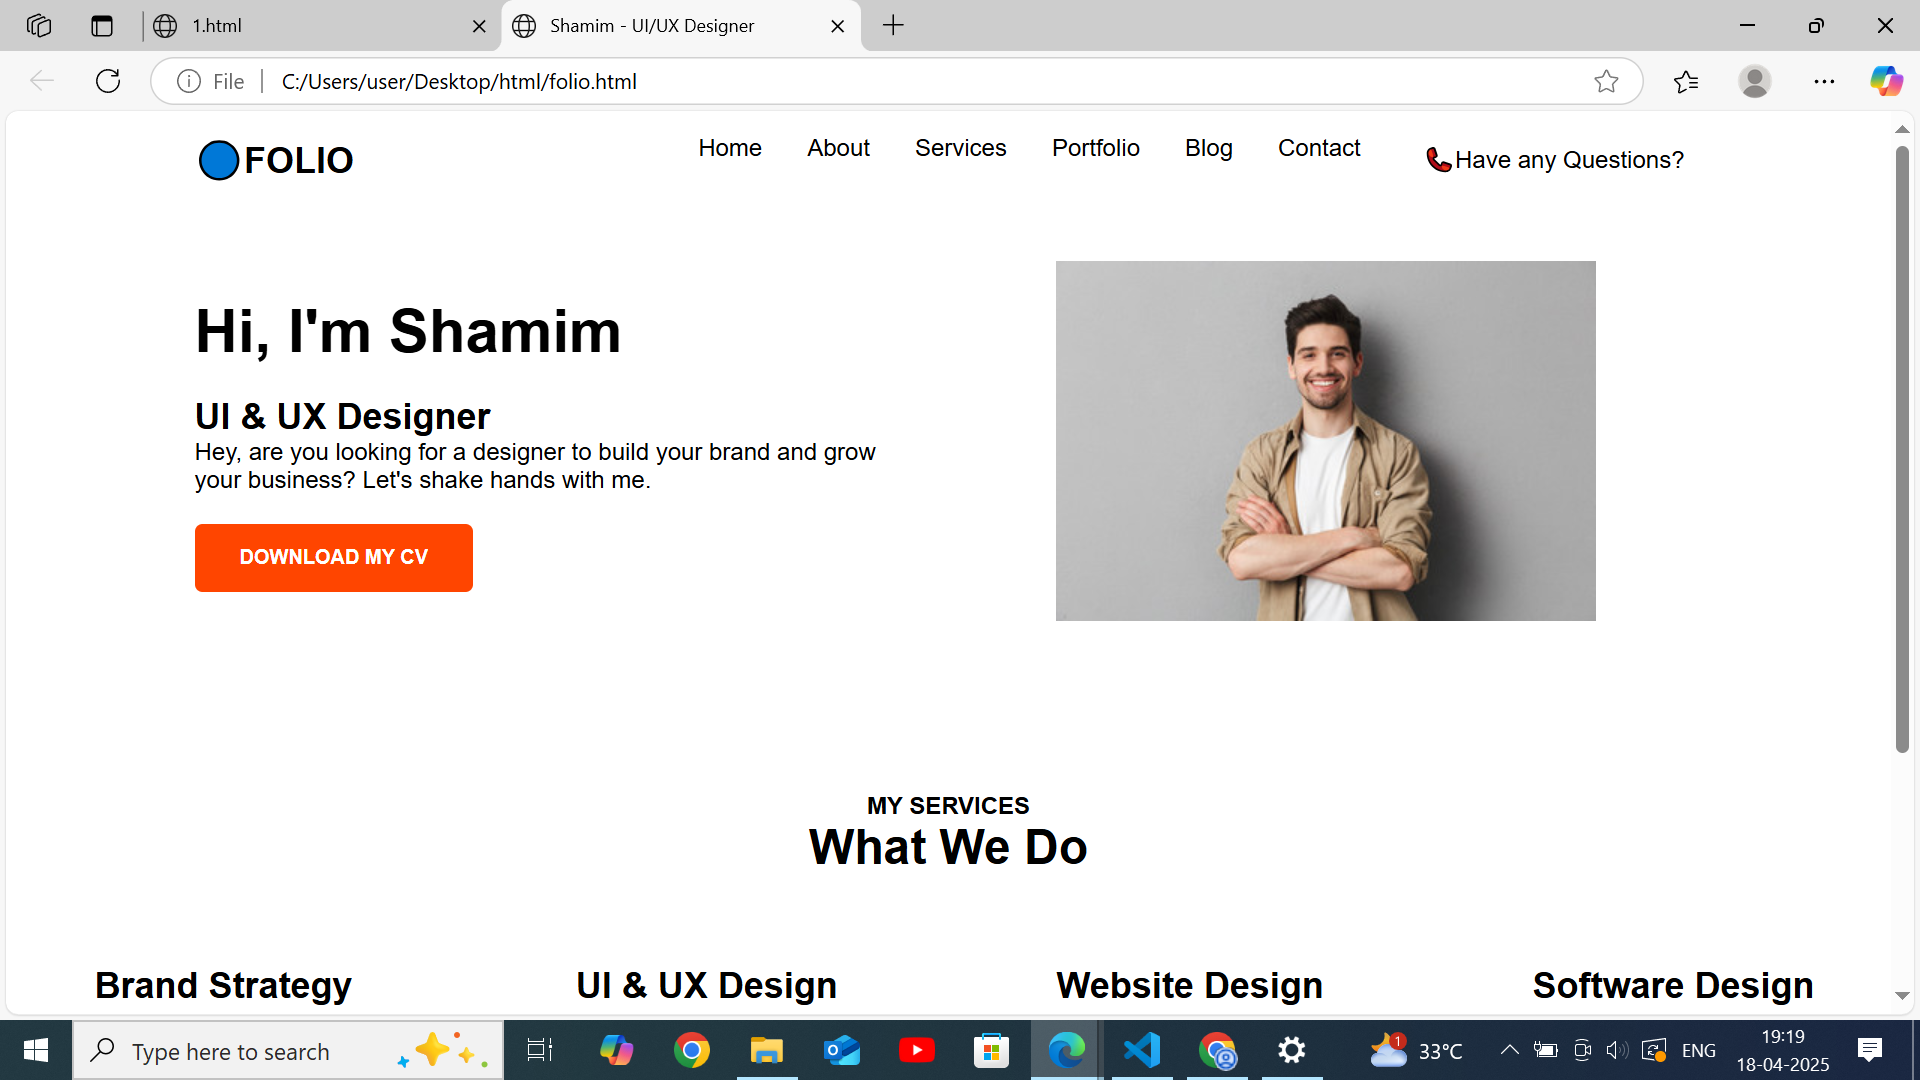 1.html
Shamim - UI/UX Designer
File
C:/Users/user/Desktop/html/folio.html
FOLIO
Home About Services Portfolio Blog Contact
Have any Questions?
Hi, I'm Shamim
UI & UX Designer
Hey, are you looking for a designer to build your brand and grow
your business? Let's shake hands with me.
DOWNLOAD MY CV
MY SERVICES
What We Do
Brand Strategy UI & UX Design Website Design Software Design
Type here to search
1
33°C
ENG
19:19
18-04-2025